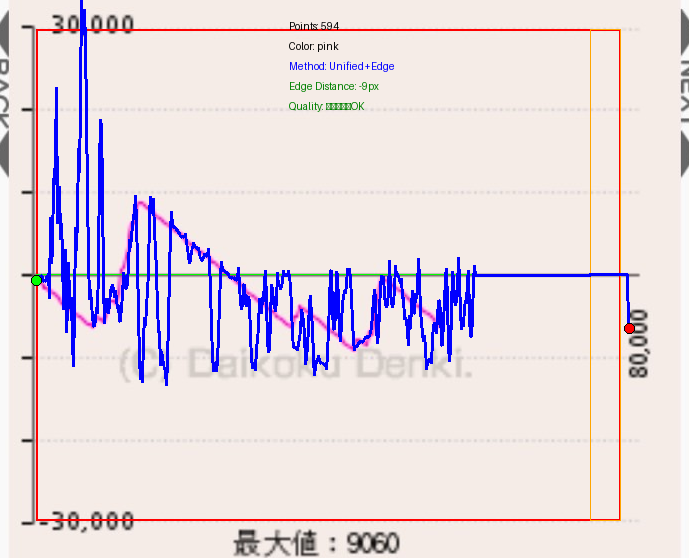 30,000
Points: 594
Color: pink
Method: Unified+Edge
Edge Distance: -9px
Quality: OK
BACK
NEXT
80,000
(C) Daikoku Denki.
-30,000
最大値：9060